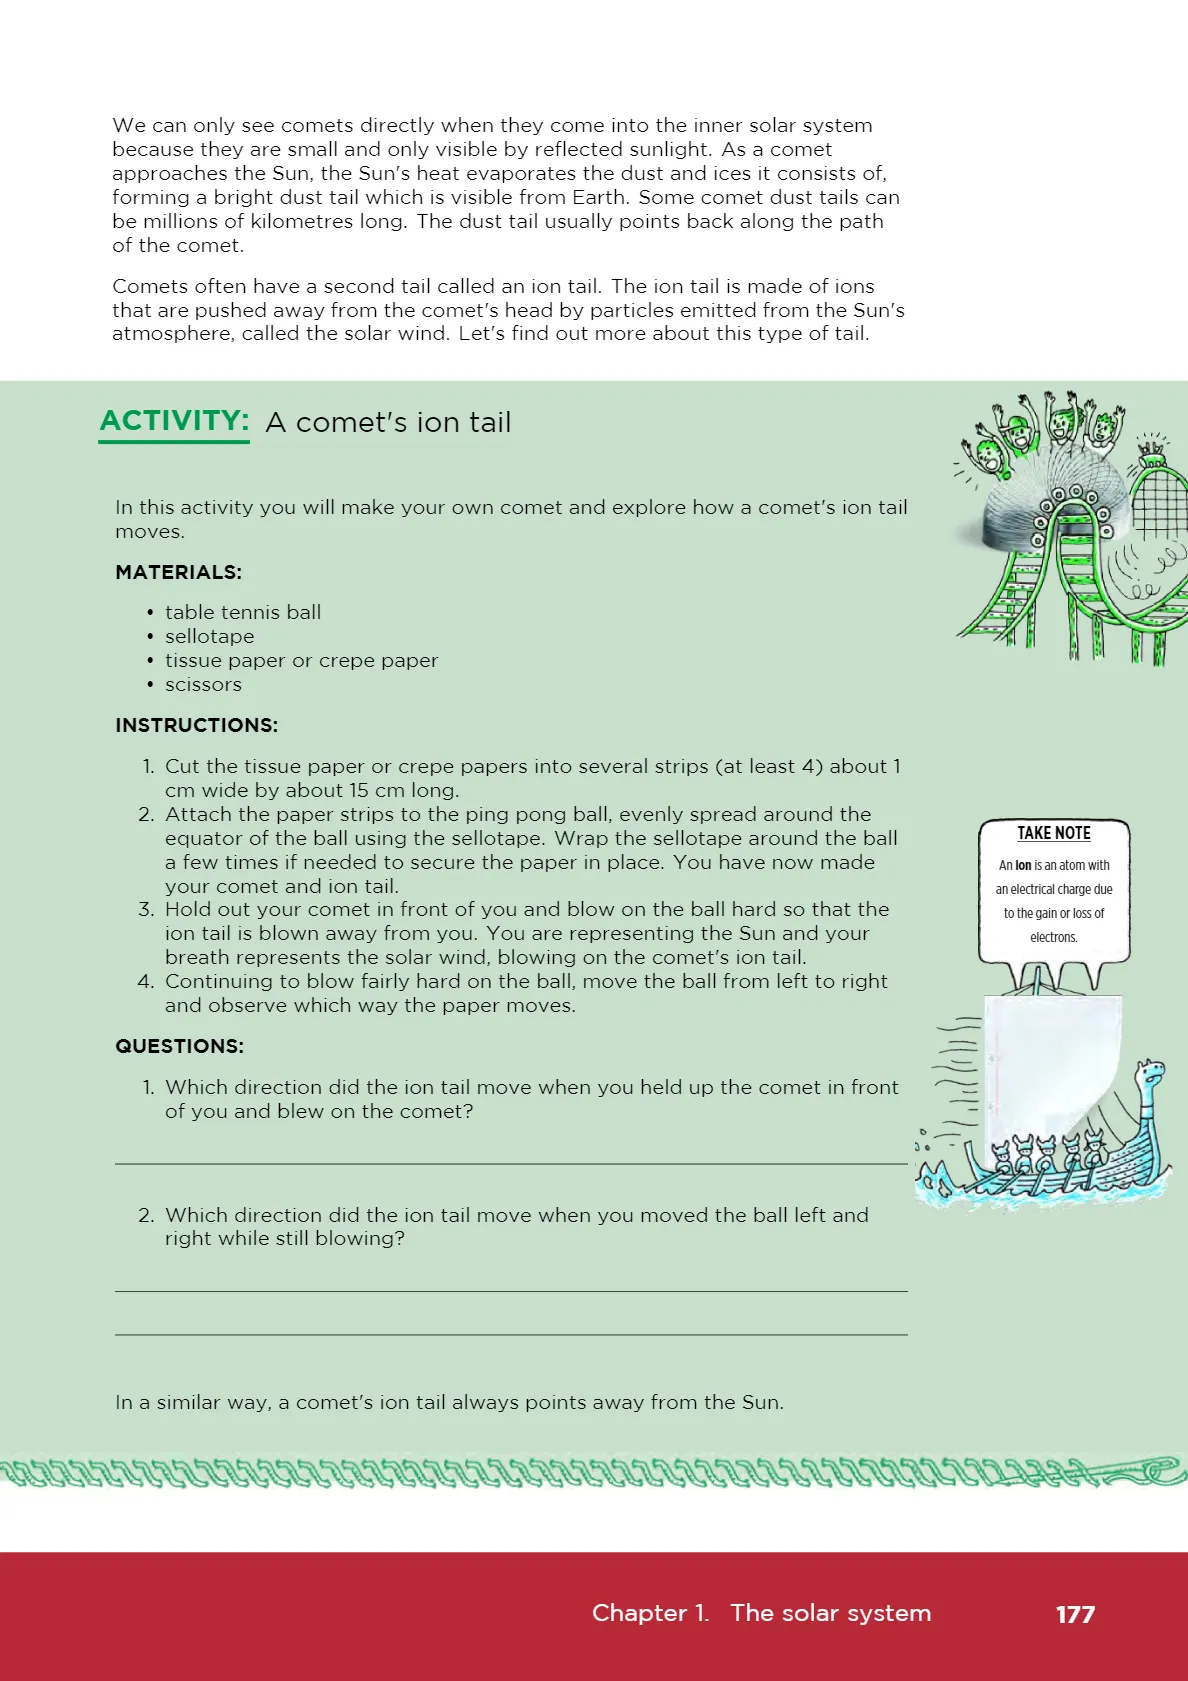 We can only see comets directly when they come into the inner solar system
because they are small and only visible by reflected sunlight. As a comet
approaches the Sun, the Sun's heat evaporates the dust and ices it consists of,
forming a bright dust tail which is visible from Earth. Some comet dust tails can
be millions of kilometres long. The dust tail usually points back along the path
of the comet.
Comets often have a second tail called an ion tail. The ion tail is made of ions
that are pushed away from the comet's head by particles emitted from the Sun's
atmosphere, called the solar wind. Let's find out more about this type of tail.
ACTIVITY: A comet's ion tail
In this activity you will make your own comet and explore how a comet's ion tail
moves.
MATERIALS:
• table tennis ball
• sellotape
• tissue paper or crepe paper
• scissors
INSTRUCTIONS:
1. Cut the tissue paper or crepe papers into several strips (at least 4) about 1
cm wide by about 15 cm long.
2. Attach the paper strips to the ping pong ball, evenly spread around the
equator of the ball using the sellotape. Wrap the sellotape around the ball
a few times if needed to secure the paper in place. You have now made
your comet and ion tail.
3. Hold out your comet in front of you and blow on the ball hard so that the
ion tail is blown away from you. You are representing the Sun and your
breath represents the solar wind, blowing on the comet's ion tail.
4. Continuing to blow fairly hard on the ball, move the ball from left to right
and observe which way the paper moves.
QUESTIONS:
1. Which direction did the ion tail move when you held up the comet in front
of you and blew on the comet?
2. Which direction did the ion tail move when you moved the ball left and
right while still blowing?
In a similar way, a comet's ion tail always points away from the Sun.
TAKE NOTE
An ion is an atom with
an electrical charge due
to the gain or loss of
electrons.
Chapter 1. The solar system 177